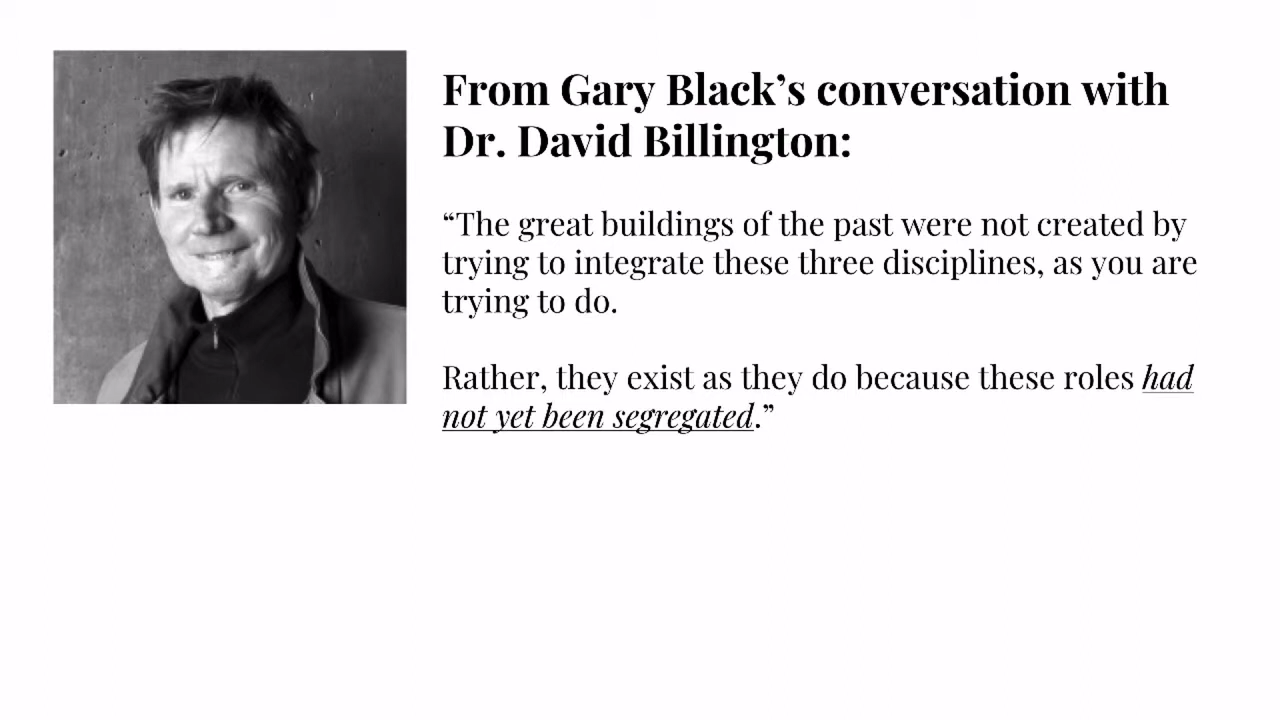 From Gary Black’s conversation with
Dr. David Billington:
“The great buildings of the past were not created by
trying to integrate these three disciplines, as you are
trying to do.
Rather, they exist as they do because these roles had
not yet been segregated.”